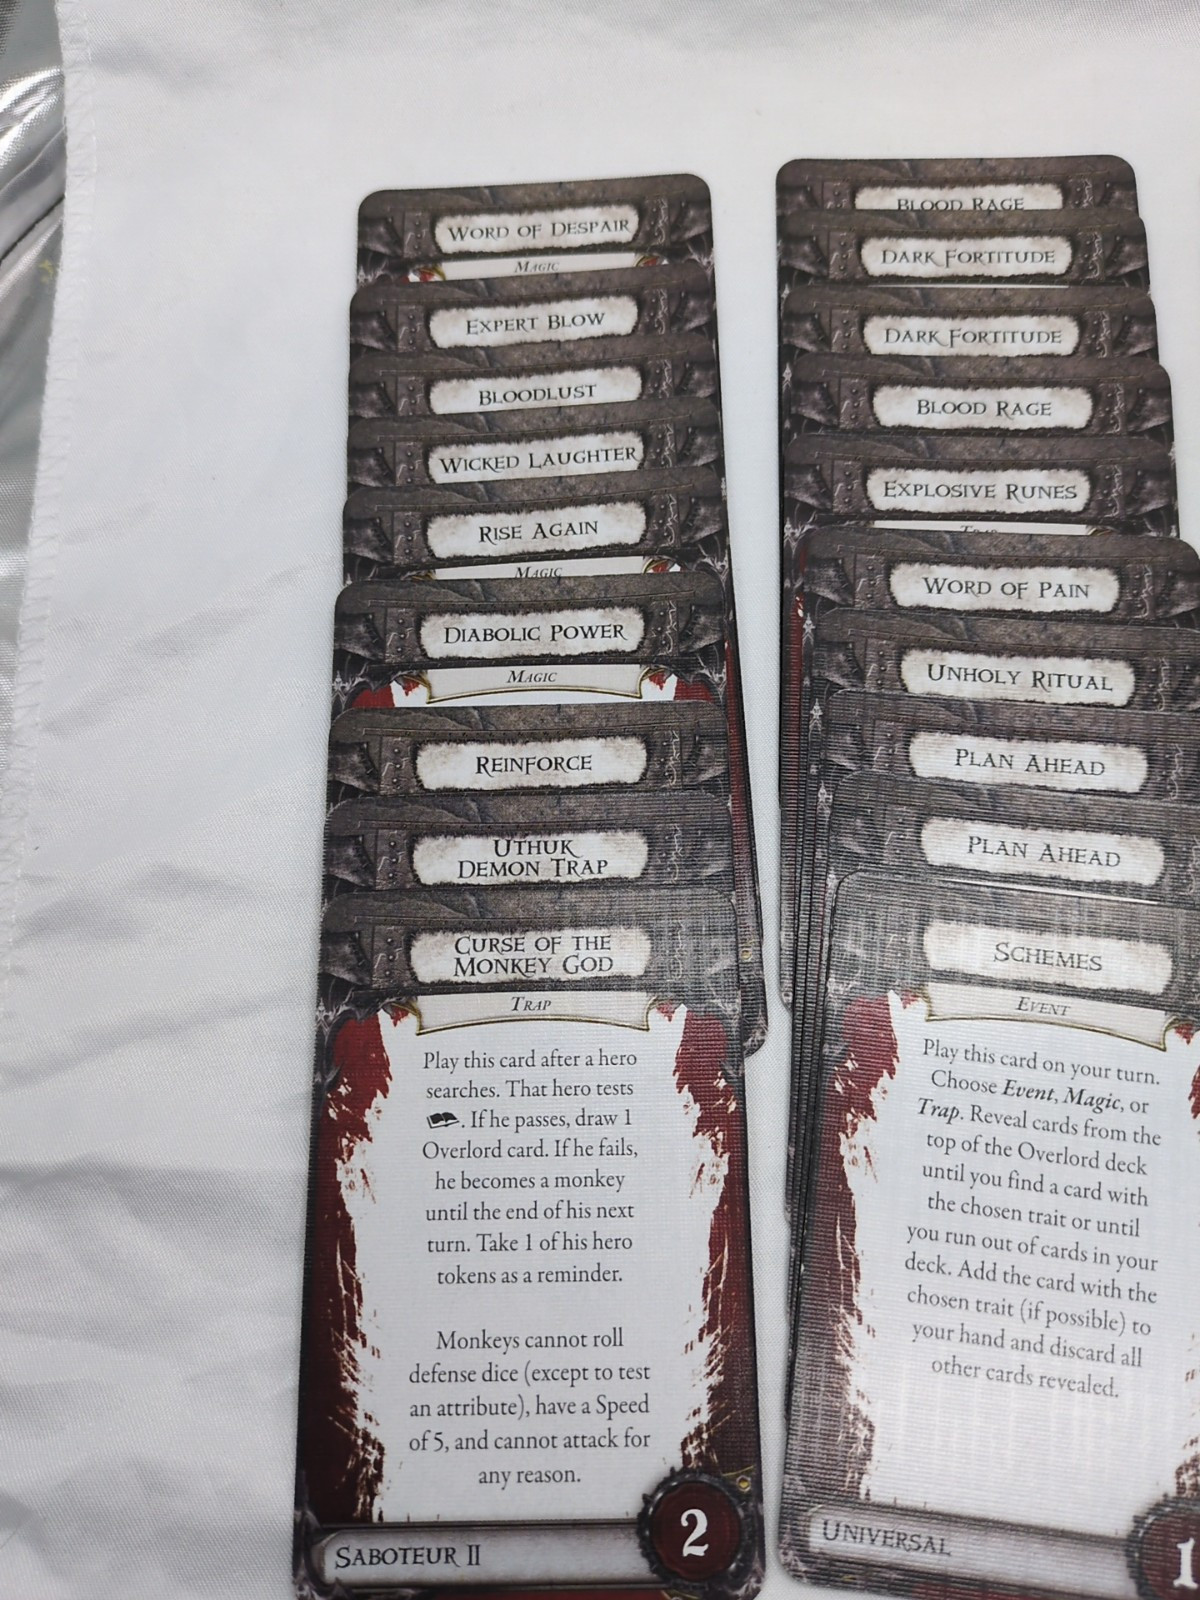 WORD OF DESPAIR
MAGIC
EXPERT BLOW
BLOODLUST
WICKED LAUGHTER
RISE AGAIN
MAGIC
DIABOLIC POWER
MAGIC
REINFORCE
UTHUK
DEMON TRAP
CURSE OF THE
MONKEY GOD
TRAP
Play this card after a hero
searches. That hero tests
. If he passes, draw 1
Overlord card. If he fails,
he becomes a monkey
until the end of his next
turn. Take 1 of his hero
tokens as a reminder.
Monkeys cannot roll
defense dice (except to test
an attribute), have a Speed
of 5, and cannot attack for
any reason.
SABOTEUR II
2
BLOOD RAGE
DARK FORTITUDE
DARK FORTITUDE
BLOOD RAGE
EXPLOSIVE RUNES
TRAP
WORD OF PAIN
UNHOLY RITUAL
PLAN AHEAD
PLAN AHEAD
SCHEMES
EVENT
Play this card on your turn.
Choose Event, Magic, or
Trap. Reveal cards from the
top of the Overlord deck
until you find a card with
the chosen trait or until
you run out of cards in your
deck. Add the card with the
chosen trait (if possible) to
your hand and discard all
other cards revealed.
UNIVERSAL
1